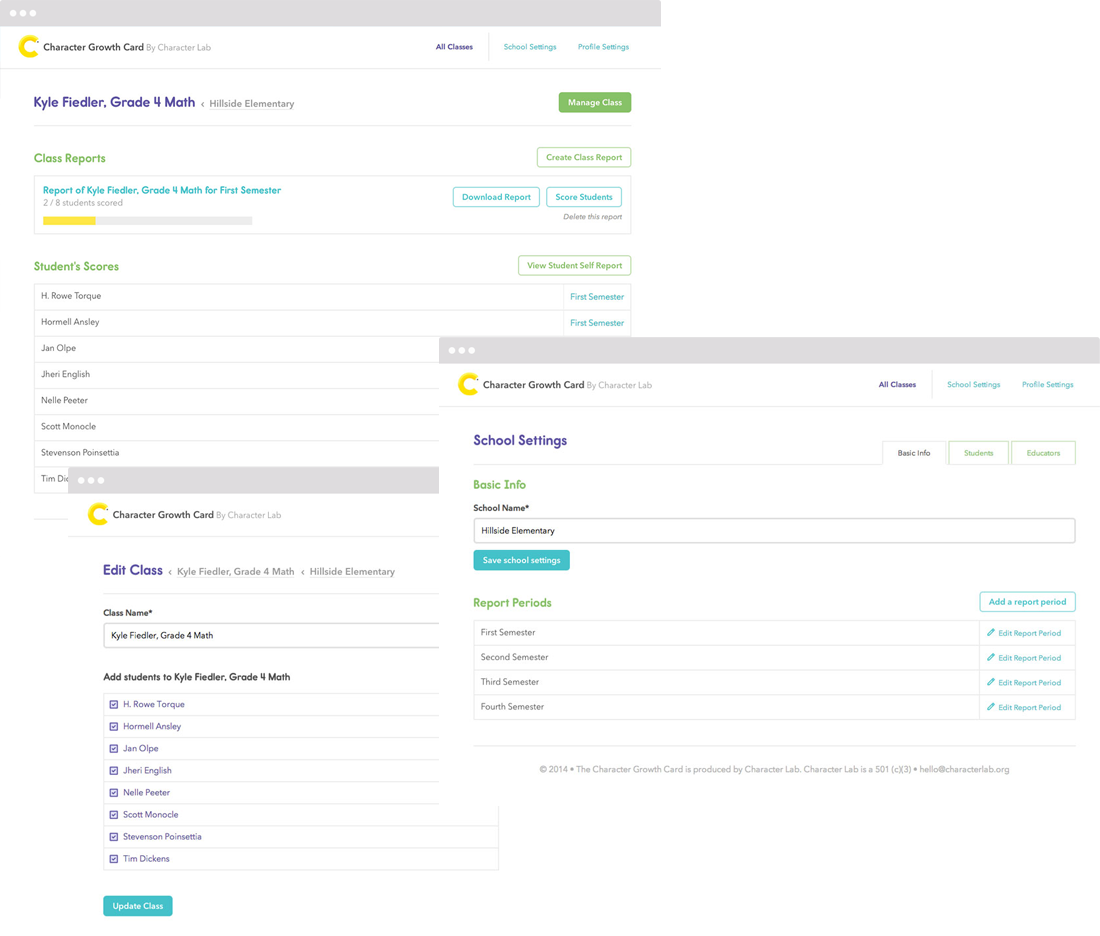 Character Growth Card By Character Lab
All Classes
School Settings
Profile Settings
Kyle Fiedler, Grade 4 Math ‹ Hillside Elementary
Manage Class
Class Reports
Create Class Report
Report of Kyle Fiedler, Grade 4 Math for First Semester
2 / 8 students scored
Download Report
Score Students
Delete this report
Student's Scores
View Student Self Report
H. Rowe Torque
First Semester
Hormell Ansley
First Semester
Jan Olpe
Jheri English
Nelle Peeter
Scott Monocle
Stevenson Poinsettia
Tim Dic
Character Growth Card By Character Lab
All Classes
School Settings
Profile Settings
School Settings
Basic Info
Students
Educators
Basic Info
School Name*
Hillside Elementary
Save school settings
Report Periods
Add a report period
First Semester
Edit Report Period
Second Semester
Edit Report Period
Third Semester
Edit Report Period
Fourth Semester
Edit Report Period
© 2014 • The Character Growth Card is produced by Character Lab. Character Lab is a 501 (c)(3) • hello@characterlab.org
Character Growth Card By Character Lab
Edit Class ‹ Kyle Fiedler, Grade 4 Math ‹ Hillside Elementary
Class Name*
Kyle Fiedler, Grade 4 Math
Add students to Kyle Fiedler, Grade 4 Math
H. Rowe Torque
Hormell Ansley
Jan Olpe
Jheri English
Nelle Peeter
Scott Monocle
Stevenson Poinsettia
Tim Dickens
Update Class